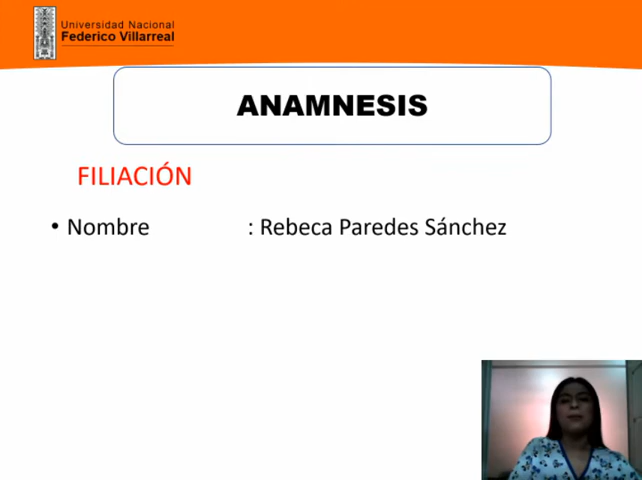 Universidad Nacional
Federico Villarreal
ANAMNESIS
FILIACIÓN
• Nombre : Rebeca Paredes Sánchez